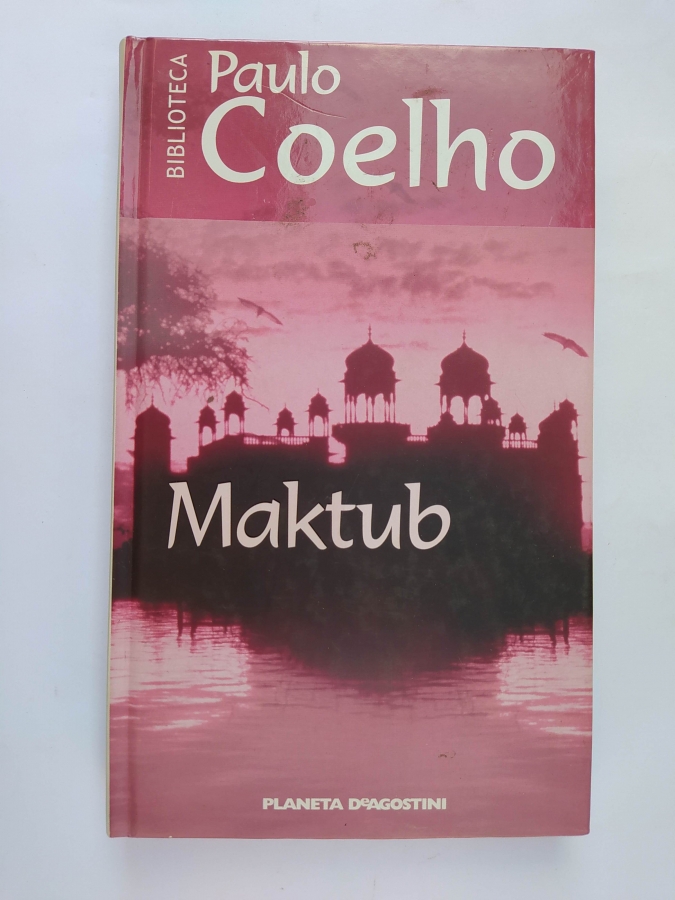 BIBLIOTECA
Paulo
Coelho
Maktub
PLANETA DeAGOSTINI